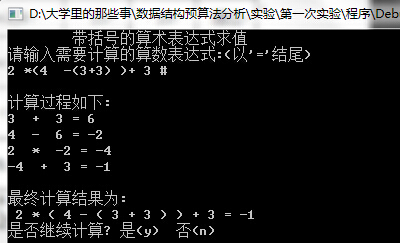 D:\大学里的那些事\数据结构预算法分析\实验\第一次实验\程序\Deb
带括号的算术表达式求值
请输入需要计算的算数表达式:(以'='结尾)
2 *(4  -(3+3) )+ 3 #
计算过程如下:
3  +  3 = 6
4  -  6 = -2
2  *  -2 = -4
-4  +  3 = -1
最终计算结果为:
2 * ( 4 - ( 3 + 3 ) ) + 3 = -1
是否继续计算? 是(y)  否(n)